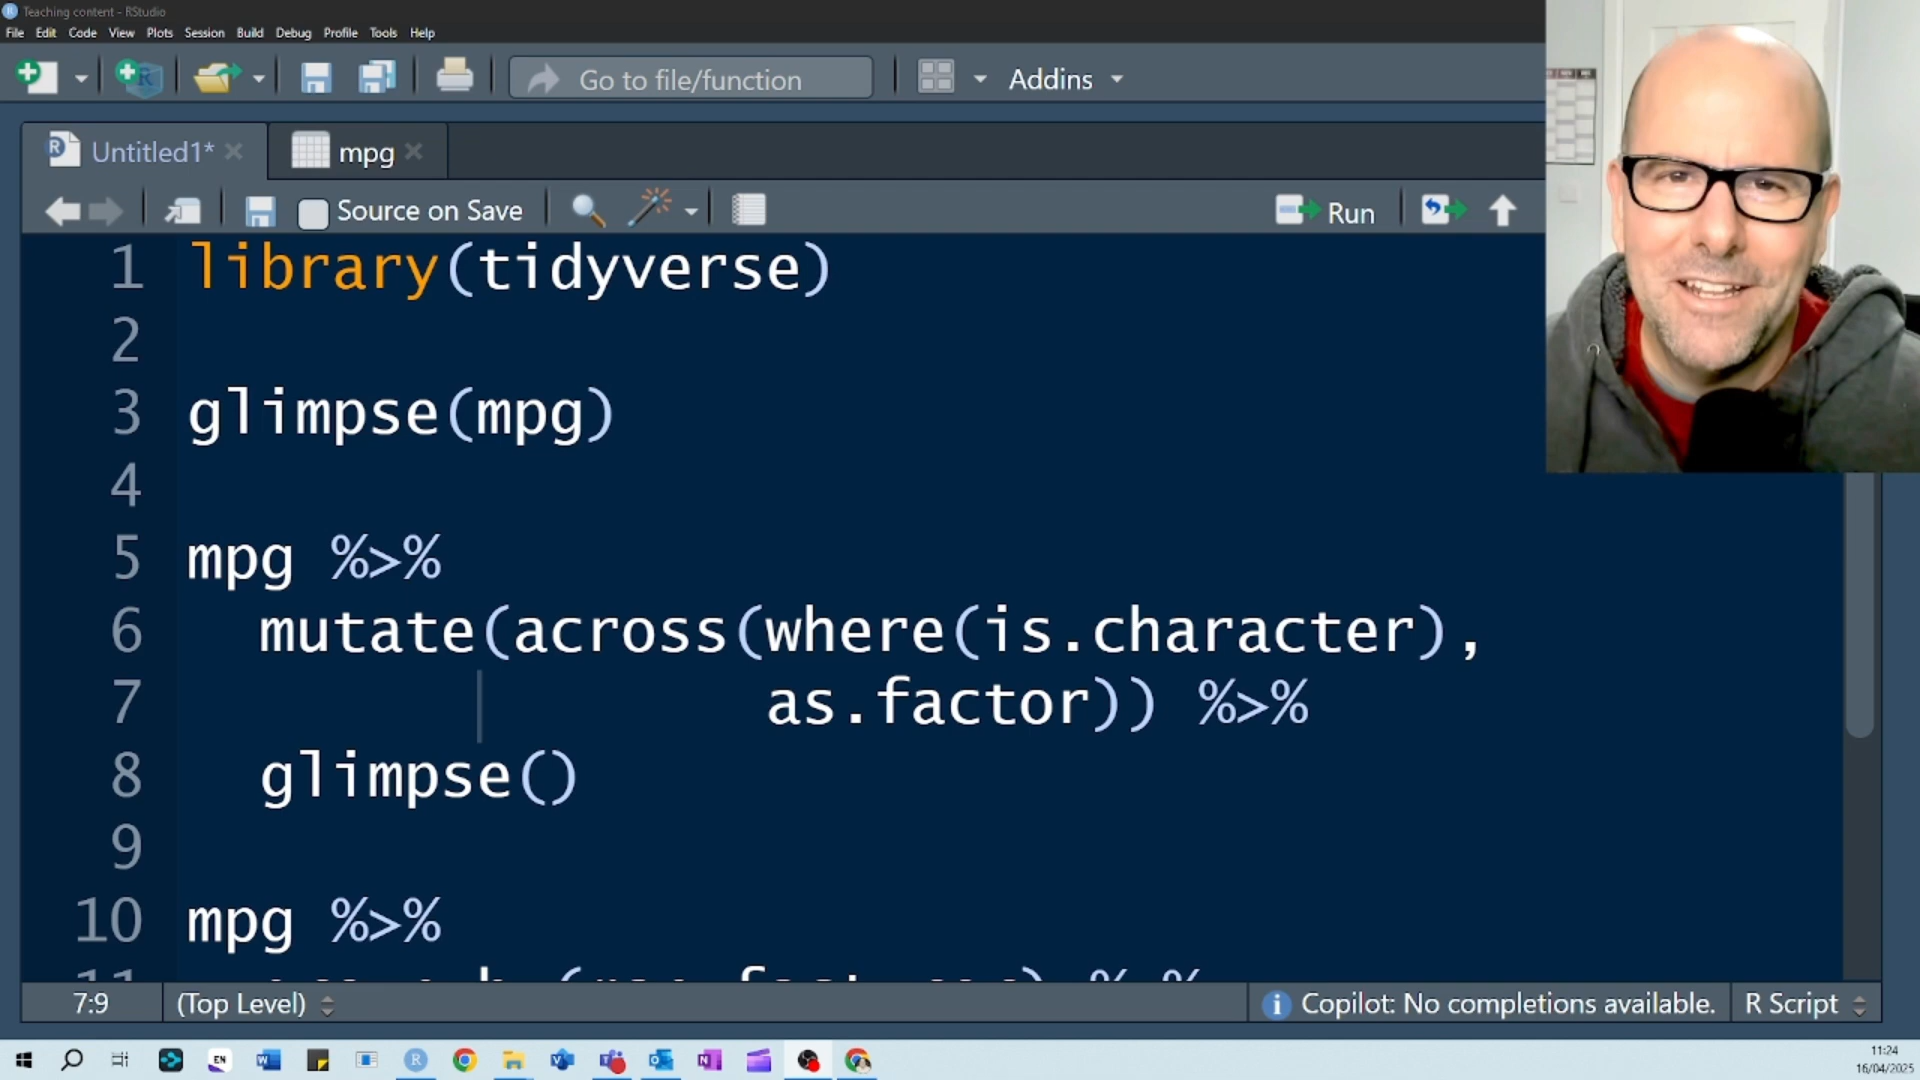 Teaching content - RStudio
File Edit Code View Plots Session Build Debug Profile Tools Help
Go to file/function Addins
Untitled1* mpg
Source on Save Run
1 library(tidyverse)
2
3 glimpse(mpg)
4
5 mpg %>%
6 mutate(across(where(is.character),
7 as.factor)) %>%
8 glimpse()
9
10 mpg %>%
7:9 (Top Level) Copilot: No completions available. R Script
EN
11:24
16/04/2025